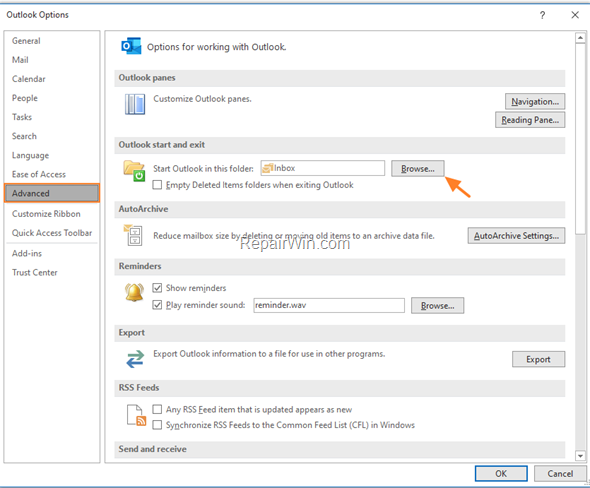 Outlook Options
?
General
Mail
Calendar
People
Tasks
Search
Language
Ease of Access
Advanced
Customize Ribbon
Quick Access Toolbar
Add-ins
Trust Center
Options for working with Outlook.
Outlook panes
Customize Outlook panes.
Navigation...
Reading Pane...
Outlook start and exit
Start Outlook in this folder: Inbox Browse...
Empty Deleted Items folders when exiting Outlook
AutoArchive
Reduce mailbox size by deleting or moving old items to an archive data file. AutoArchive Settings...
RepairWin.com
Reminders
Show reminders
Play reminder sound: reminder.wav Browse...
Export
Export Outlook information to a file for use in other programs. Export
RSS Feeds
Any RSS Feed item that is updated appears as new
Synchronize RSS Feeds to the Common Feed List (CFL) in Windows
Send and receive
OK Cancel